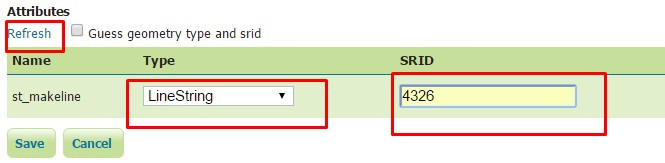 Attributes
Refresh Guess geometry type and srid
Name Type SRID
st_makeline LineString 4326
Save Cancel